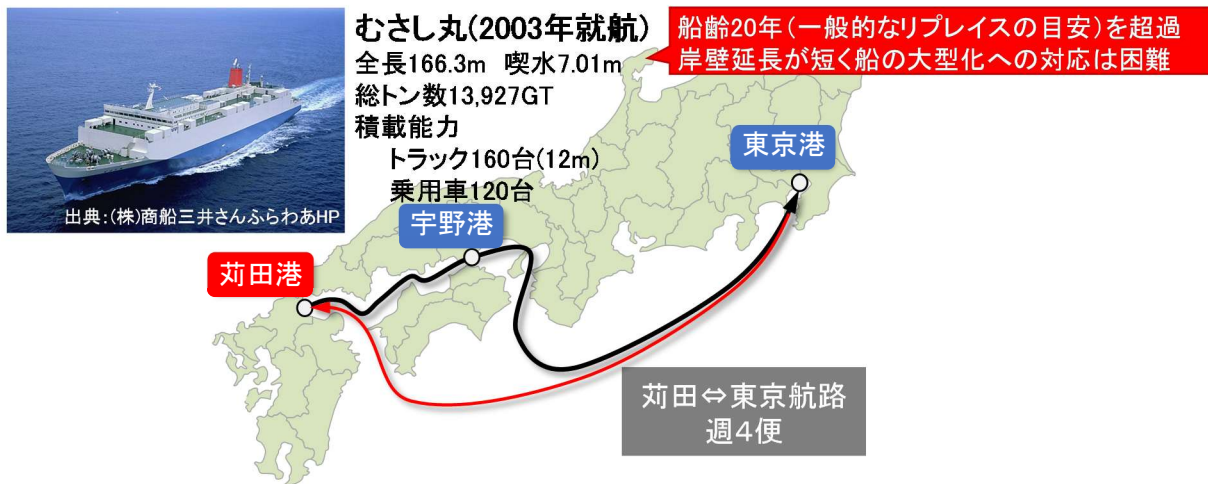 むさし丸(2003年就航)
全長166.3m 喫水7.01m
総トン数13,927GT
積載能力
トラック160台(12m)
乗用車120台
船齢20年(一般的なリプレイスの目安)を超過
岸壁延長が短く船の大型化への対応は困難
出典:(株)商船三井さんふらわあHP
東京港
宇野港
苅田港
苅田⇔東京航路
週4便